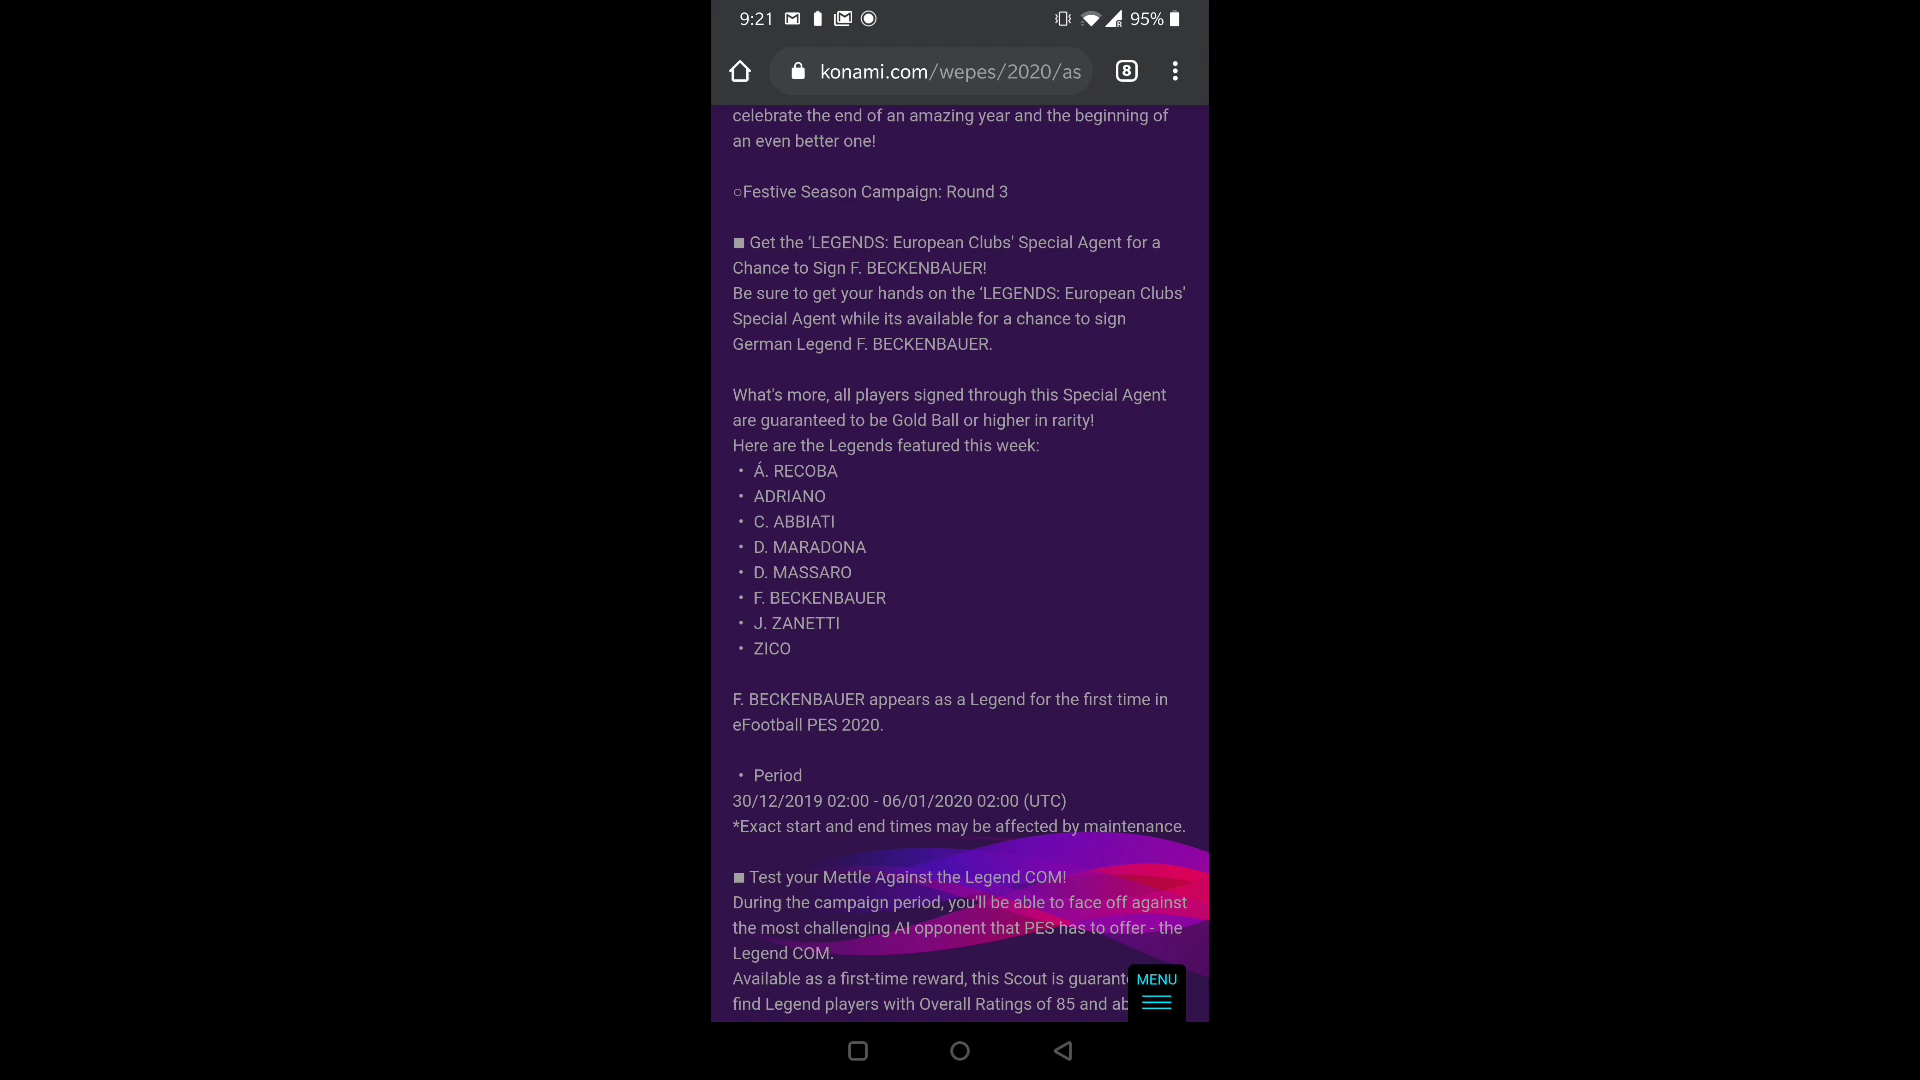 9:21
95%
konami.com/wepes/2020/as
8
celebrate the end of an amazing year and the beginning of
an even better one!
○Festive Season Campaign: Round 3
■ Get the ‘LEGENDS: European Clubs' Special Agent for a
Chance to Sign F. BECKENBAUER!
Be sure to get your hands on the ‘LEGENDS: European Clubs'
Special Agent while its available for a chance to sign
German Legend F. BECKENBAUER.
What's more, all players signed through this Special Agent
are guaranteed to be Gold Ball or higher in rarity!
Here are the Legends featured this week:
・ Á. RECOBA
・ ADRIANO
・ C. ABBIATI
・ D. MARADONA
・ D. MASSARO
・ F. BECKENBAUER
・ J. ZANETTI
・ ZICO
F. BECKENBAUER appears as a Legend for the first time in
eFootball PES 2020.
・ Period
30/12/2019 02:00 - 06/01/2020 02:00 (UTC)
*Exact start and end times may be affected by maintenance.
■ Test your Mettle Against the Legend COM!
During the campaign period, you'll be able to face off against
the most challenging AI opponent that PES has to offer - the
Legend COM.
Available as a first-time reward, this Scout is
find Legend players with Overall Ratings of 85 and
MENU